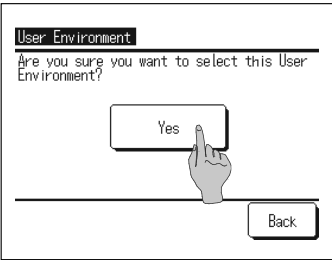 User Environment
Are you sure you want to select this User
Environment?
Yes
Back